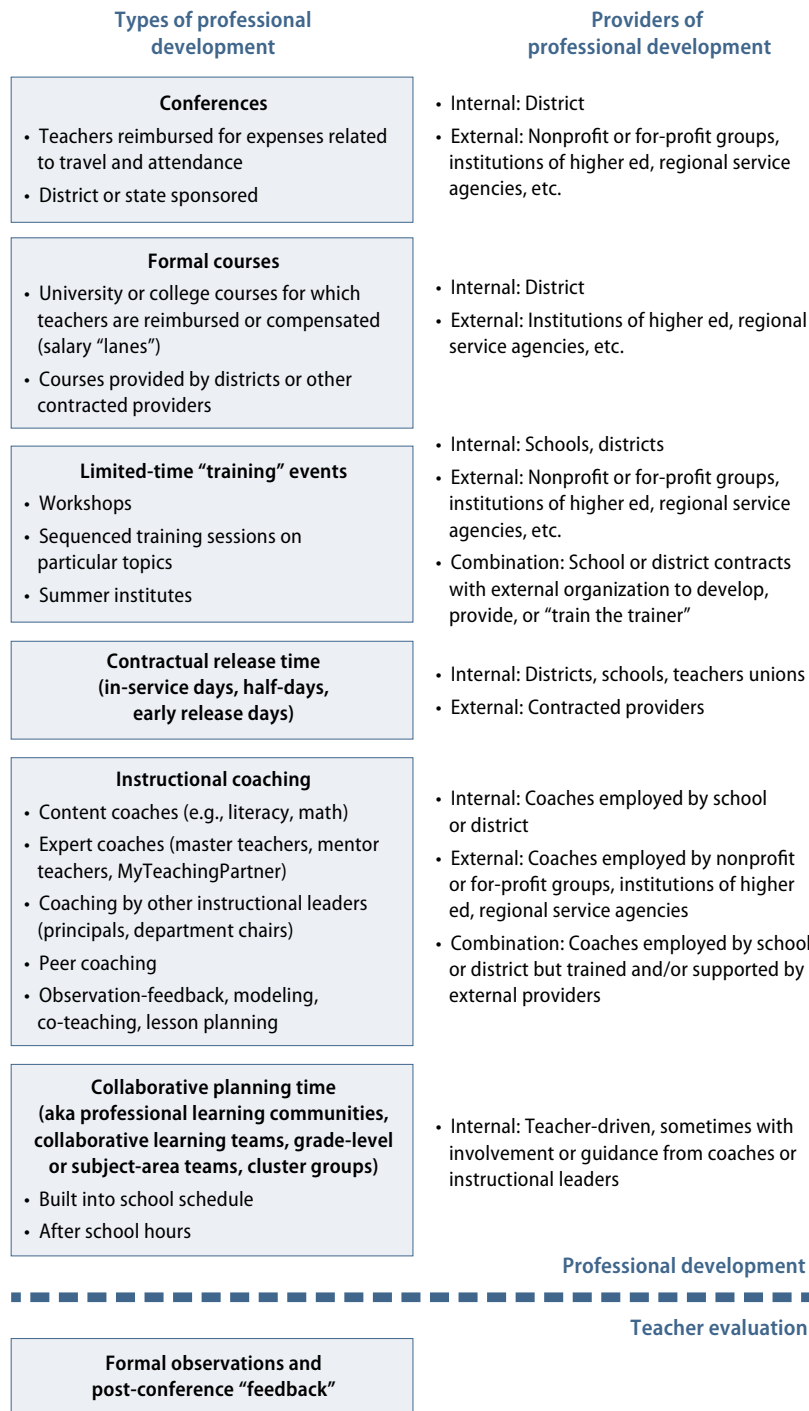 Types of professional
development
Providers of
professional development
Conferences
• Teachers reimbursed for expenses related
to travel and attendance
• District or state sponsored
• Internal: District
• External: Nonprofit or for-profit groups,
institutions of higher ed, regional service
agencies, etc.
Formal courses
• University or college courses for which
teachers are reimbursed or compensated
(salary “lanes”)
• Courses provided by districts or other
contracted providers
• Internal: District
• External: Institutions of higher ed, regional
service agencies, etc.
Limited-time “training” events
• Workshops
• Sequenced training sessions on
particular topics
• Summer institutes
• Internal: Schools, districts
• External: Nonprofit or for-profit groups,
institutions of higher ed, regional service
agencies, etc.
• Combination: School or district contracts
with external organization to develop,
provide, or “train the trainer”
Contractual release time
(in-service days, half-days,
early release days)
• Internal: Districts, schools, teachers unions
• External: Contracted providers
Instructional coaching
• Content coaches (e.g., literacy, math)
• Expert coaches (master teachers, mentor
teachers, MyTeachingPartner)
• Coaching by other instructional leaders
(principals, department chairs)
• Peer coaching
• Observation-feedback, modeling,
co-teaching, lesson planning
• Internal: Coaches employed by school
or district
• External: Coaches employed by nonprofit
or for-profit groups, institutions of higher
ed, regional service agencies
• Combination: Coaches employed by school
or district but trained and/or supported by
external providers
Collaborative planning time
(aka professional learning communities,
collaborative learning teams, grade-level
or subject-area teams, cluster groups)
• Built into school schedule
• After school hours
• Internal: Teacher-driven, sometimes with
involvement or guidance from coaches or
instructional leaders
Professional development
Teacher evaluation
Formal observations and
post-conference “feedback”